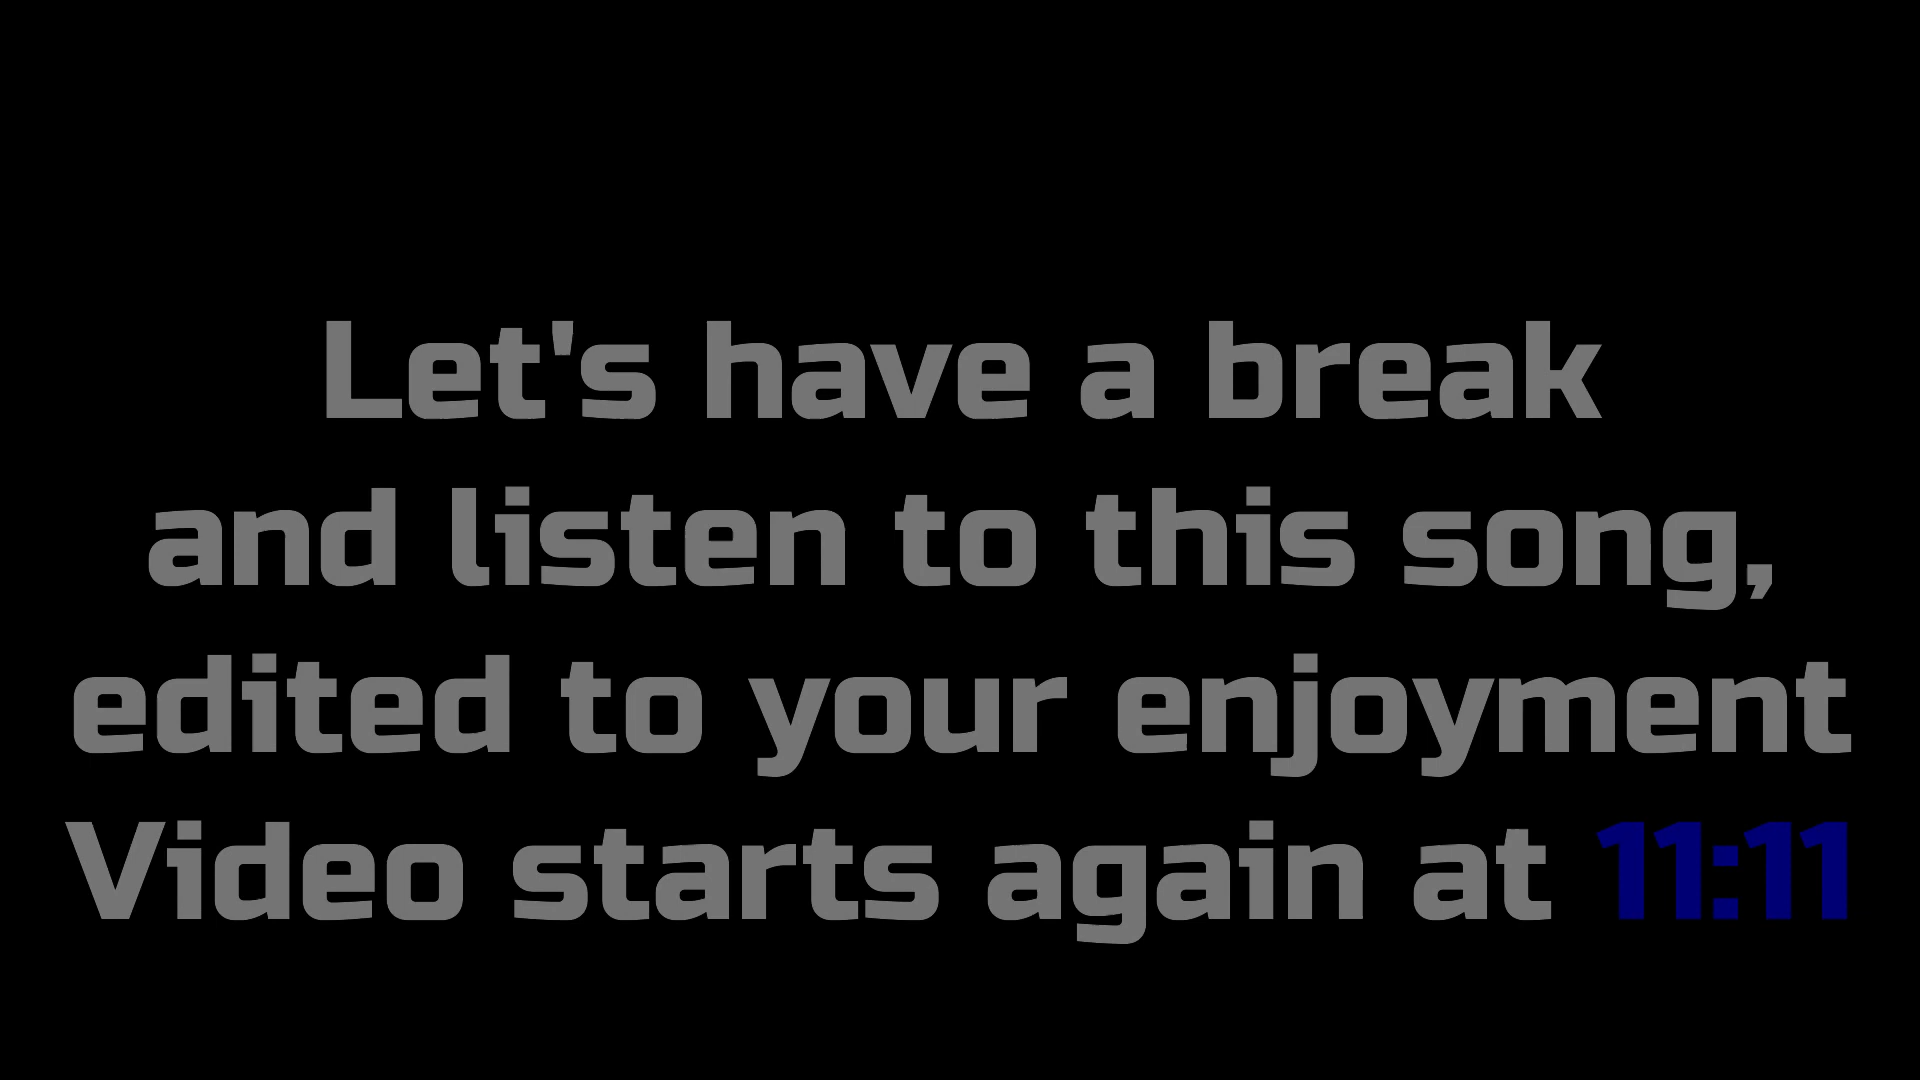 Let's have a break
and listen to this song,
edited to your enjoyment
Video starts again at 11:11